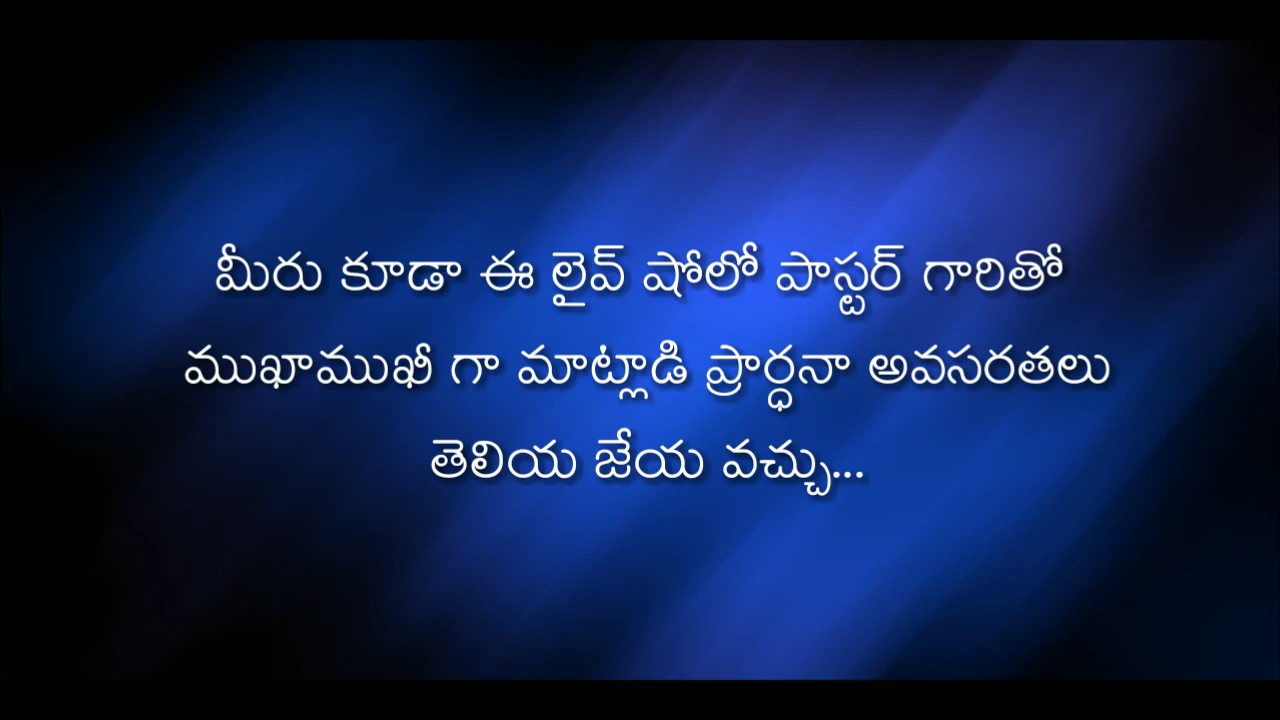 మీరు కూడా ఈ లైవ్ షోలో పాస్టర్ గారితో
ముఖాముఖీ గా మాట్లాడి ప్రార్ధనా అవసరతలు
తెలియ జేయ వచ్చు...